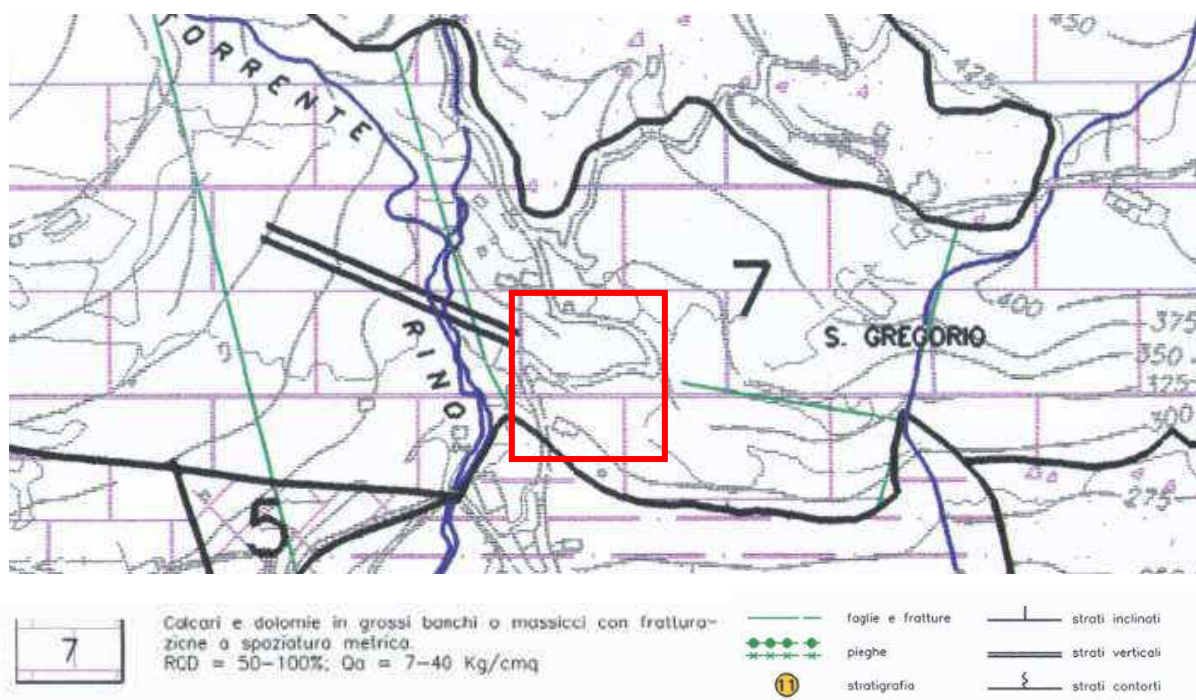 450
TORRENTE
425
7
400
S. GREGORIO
375
350
325
300
RINO
275
5
7
Calcari e dolomie in grossi banchi o massicci con frattura-
zione a spaziatura metrica.
RCD = 50-100%; Qa = 7-40 Kg/cmq
faglie e fratture
pieghe
11
stratigrafia
strati inclinati
strati verticali
strati contorti